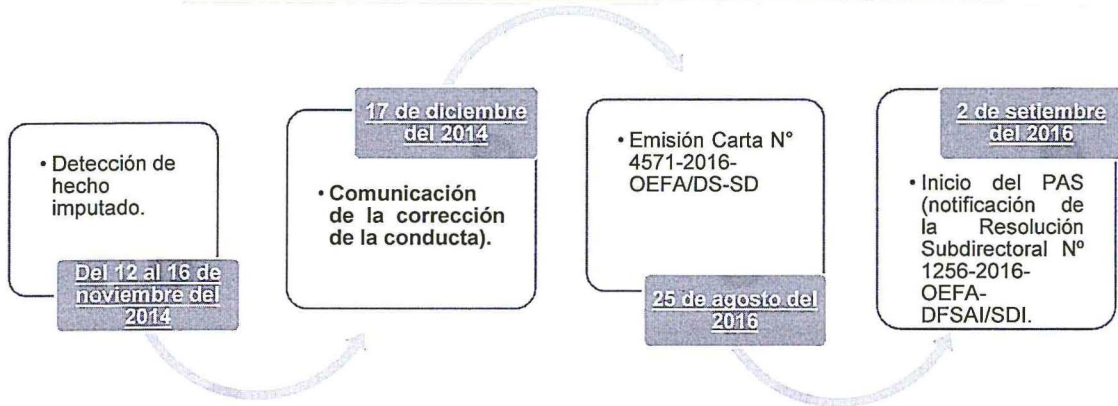 • Detección de
hecho
imputado.
Del 12 al 16 de
noviembre del
2014
17 de diciembre
del 2014
• Comunicación
de la corrección
de la conducta).
• Emisión Carta N°
4571-2016-
OEFA/DS-SD
25 de agosto del
2016
2 de setiembre
del 2016
• Inicio del PAS
(notificación de
la Resolución
Subdirectoral Nº
1256-2016-
OEFA-
DFSAI/SDI.